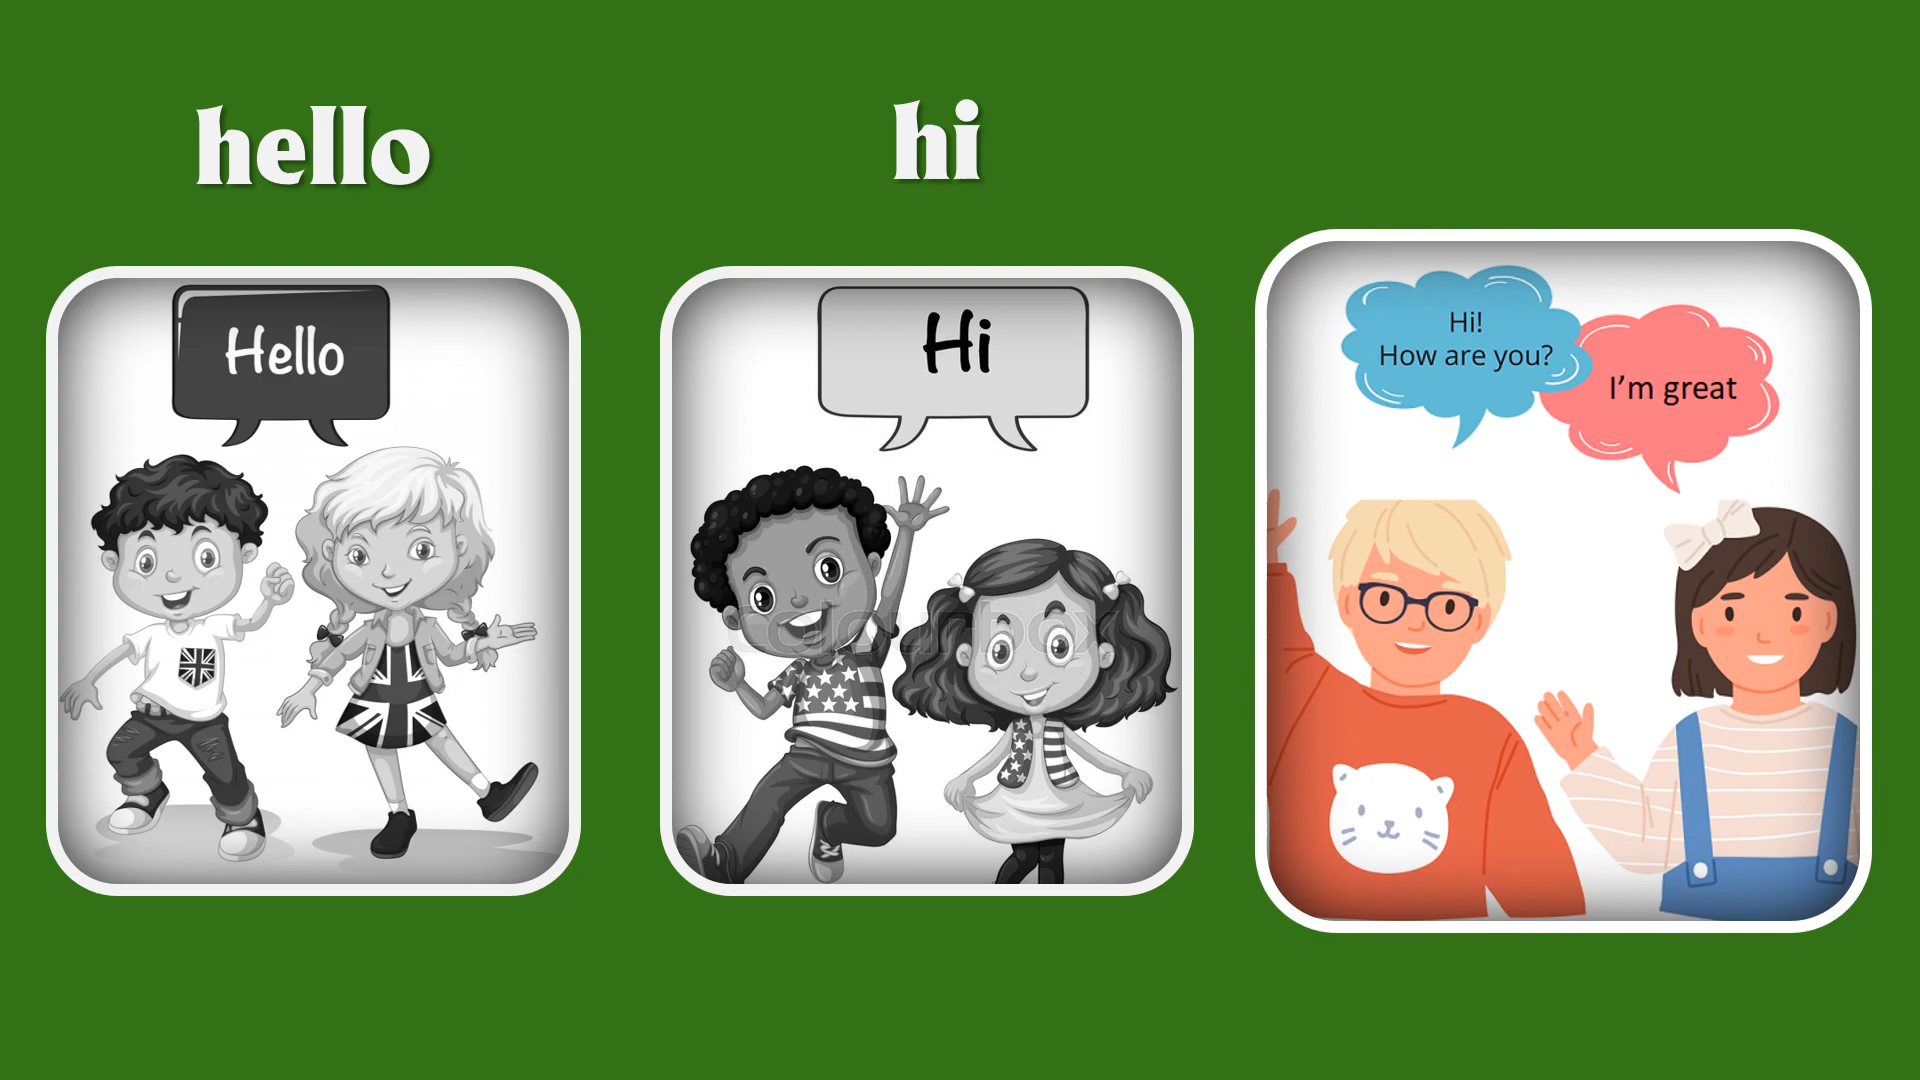 hello
hi
Hello
Hi
Hi!
How are you?
I'm great